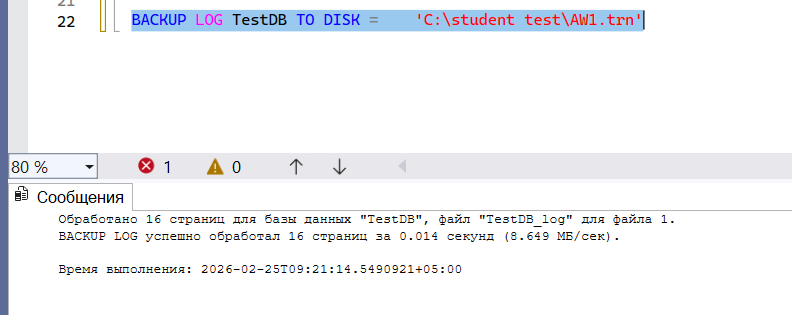 21
22 BACKUP LOG TestDB TO DISK = 'C:\student test\AW1.trn'
80 % 1 0
Сообщения
Обработано 16 страниц для базы данных "TestDB", файл "TestDB_log" для файла 1.
BACKUP LOG успешно обработал 16 страниц за 0.014 секунд (8.649 МБ/сек).
Время выполнения: 2026-02-25T09:21:14.5490921+05:00